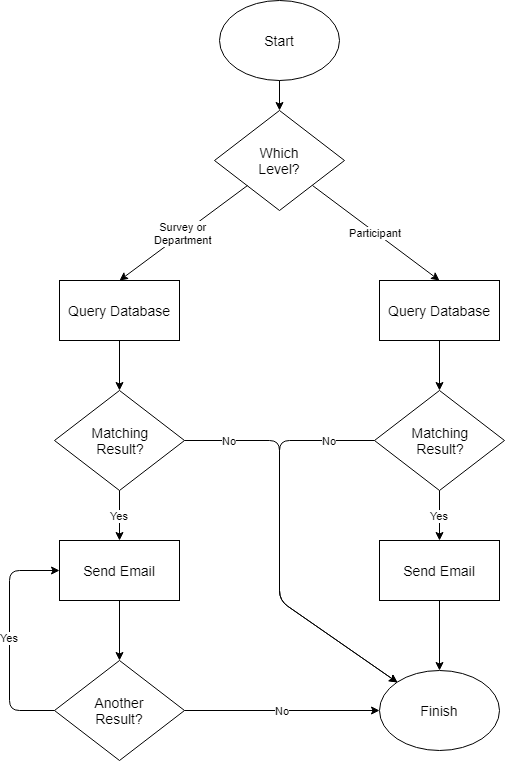 Start
Which
Level?
Survey or
Department
Participant
Query Database
Query Database
Matching
Result?
No
No
Matching
Result?
Yes
Yes
Send Email
Send Email
Yes
Another
Result?
No
Finish